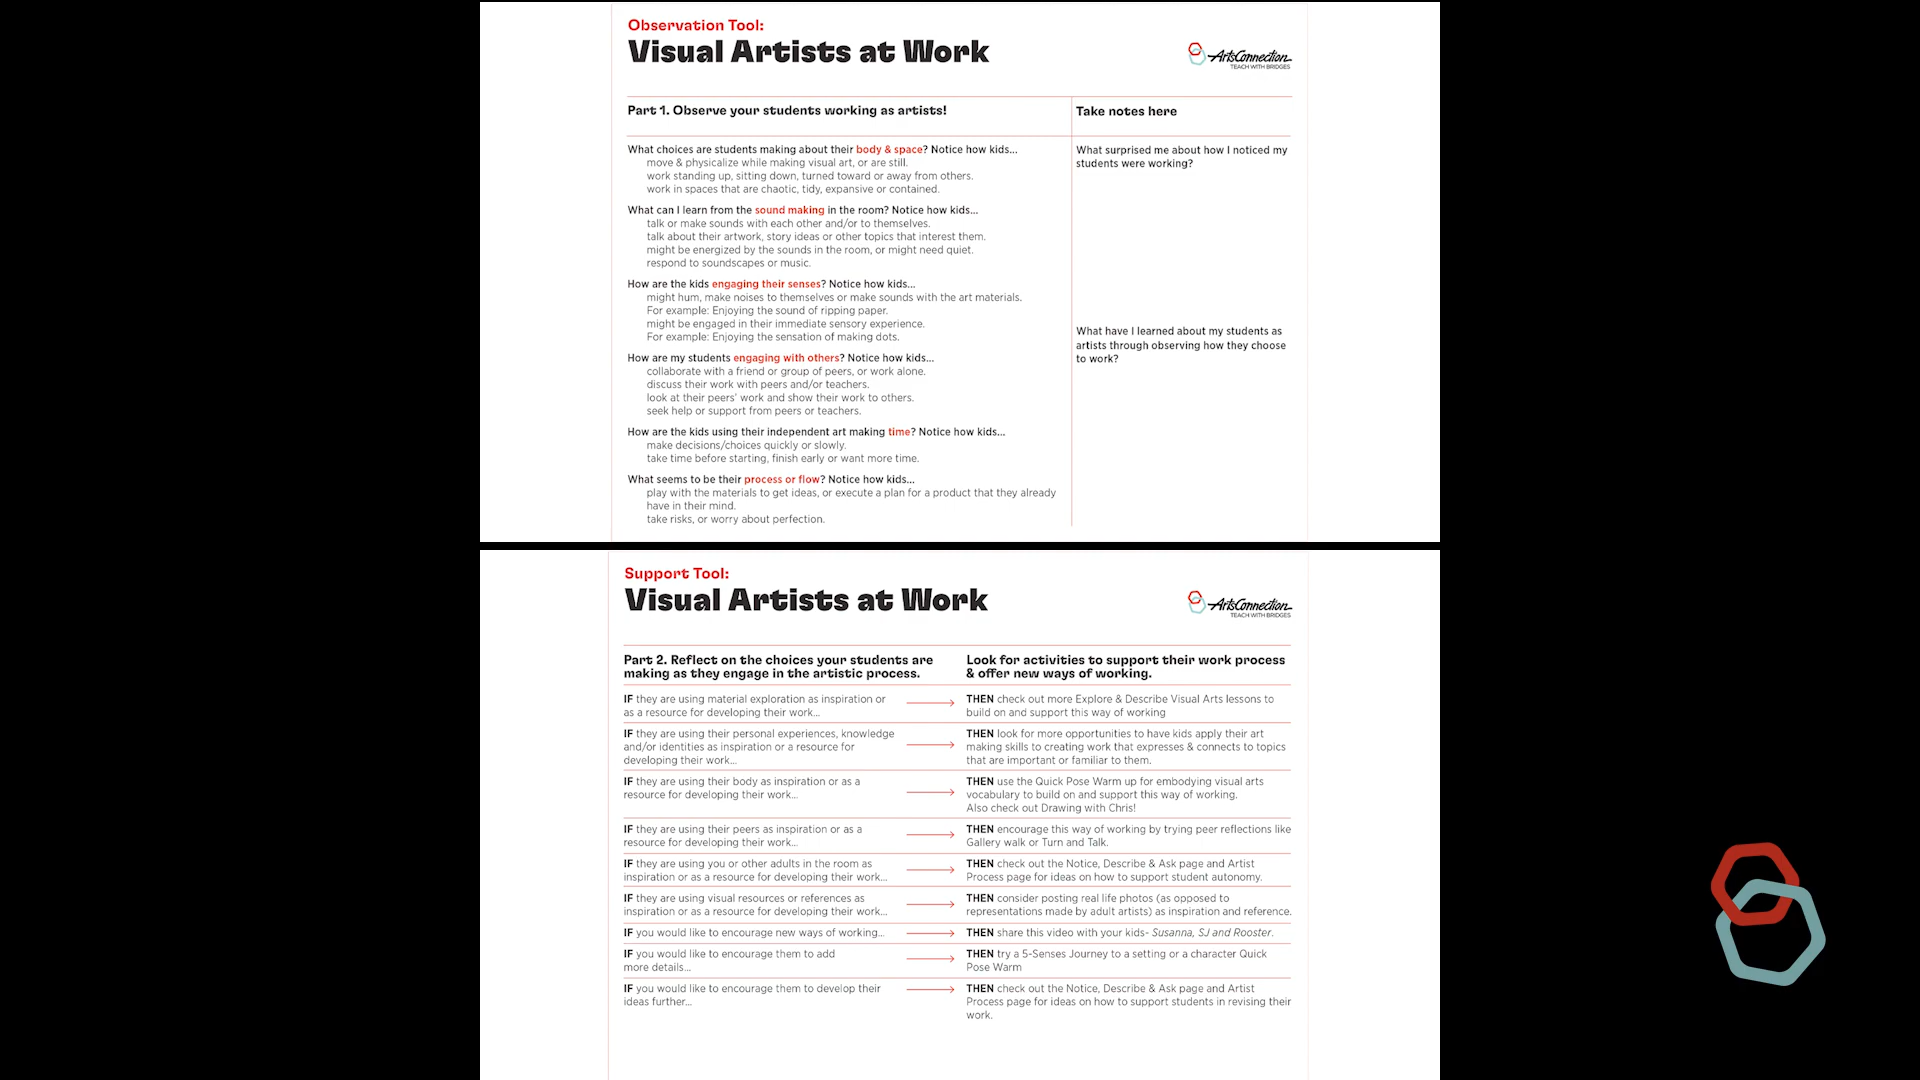 Observation Tool:
Visual Artists at Work
ArtsConnection
TEACH WITH BRIDGES
Part 1. Observe your students working as artists!
Take notes here
What choices are students making about their body & space? Notice how kids...
move & physicalize while making visual art, or are still.
work standing up, sitting down, turned toward or away from others.
work in spaces that are chaotic, tidy, expansive or contained.
What can I learn from the sound making in the room? Notice how kids...
talk or make sounds with each other and/or to themselves.
talk about their artwork, story ideas or other topics that interest them.
might be energized by the sounds in the room, or might need quiet.
respond to soundscapes or music.
How are the kids engaging their senses? Notice how kids...
might hum, make noises to themselves or make sounds with the art materials.
For example: Enjoying the sound of ripping paper.
might be engaged in their immediate sensory experience.
For example: Enjoying the sensation of making dots.
How are my students engaging with others? Notice how kids...
collaborate with a friend or group of peers, or work alone.
discuss their work with peers and/or teachers.
look at their peers' work and show their work to others.
seek help or support from peers or teachers.
How are the kids using their independent art making time? Notice how kids...
make decisions/choices quickly or slowly.
take time before starting, finish early or want more time.
What seems to be their process or flow? Notice how kids...
play with the materials to get ideas, or execute a plan for a product that they already
have in their mind.
take risks, or worry about perfection.
What surprised me about how I noticed my
students were working?
What have I learned about my students as
artists through observing how they choose
to work?
Support Tool:
Visual Artists at Work
ArtsConnection
TEACH WITH BRIDGES
Part 2. Reflect on the choices your students are
making as they engage in the artistic process.
Look for activities to support their work process
& offer new ways of working.
IF they are using material exploration as inspiration or
as a resource for developing their work...
THEN check out more Explore & Describe Visual Arts lessons to
build on and support this way of working
IF they are using their personal experiences, knowledge
and/or identities as inspiration or a resource for
developing their work...
THEN look for more opportunities to have kids apply their art
making skills to creating work that expresses & connects to topics
that are important or familiar to them.
IF they are using their body as inspiration or as a
resource for developing their work...
THEN use the Quick Pose Warm up for embodying visual arts
vocabulary to build on and support this way of working.
Also check out Drawing with Chris!
IF they are using their peers as inspiration or as a
resource for developing their work...
THEN encourage this way of working by trying peer reflections like
Gallery walk or Turn and Talk.
IF they are using you or other adults in the room as
inspiration or as a resource for developing their work...
THEN check out the Notice, Describe & Ask page and Artist
Process page for ideas on how to support student autonomy.
IF they are using visual resources or references as
inspiration or as a resource for developing their work...
THEN consider posting real life photos (as opposed to
representations made by adult artists) as inspiration and reference.
IF you would like to encourage new ways of working...
THEN share this video with your kids- Susanna, SJ and Rooster.
IF you would like to encourage them to add
more details...
THEN try a 5-Senses Journey to a setting or a character Quick
Pose Warm
IF you would like to encourage them to develop their
ideas further...
THEN check out the Notice, Describe & Ask page and Artist
Process page for ideas on how to support students in revising their
work.